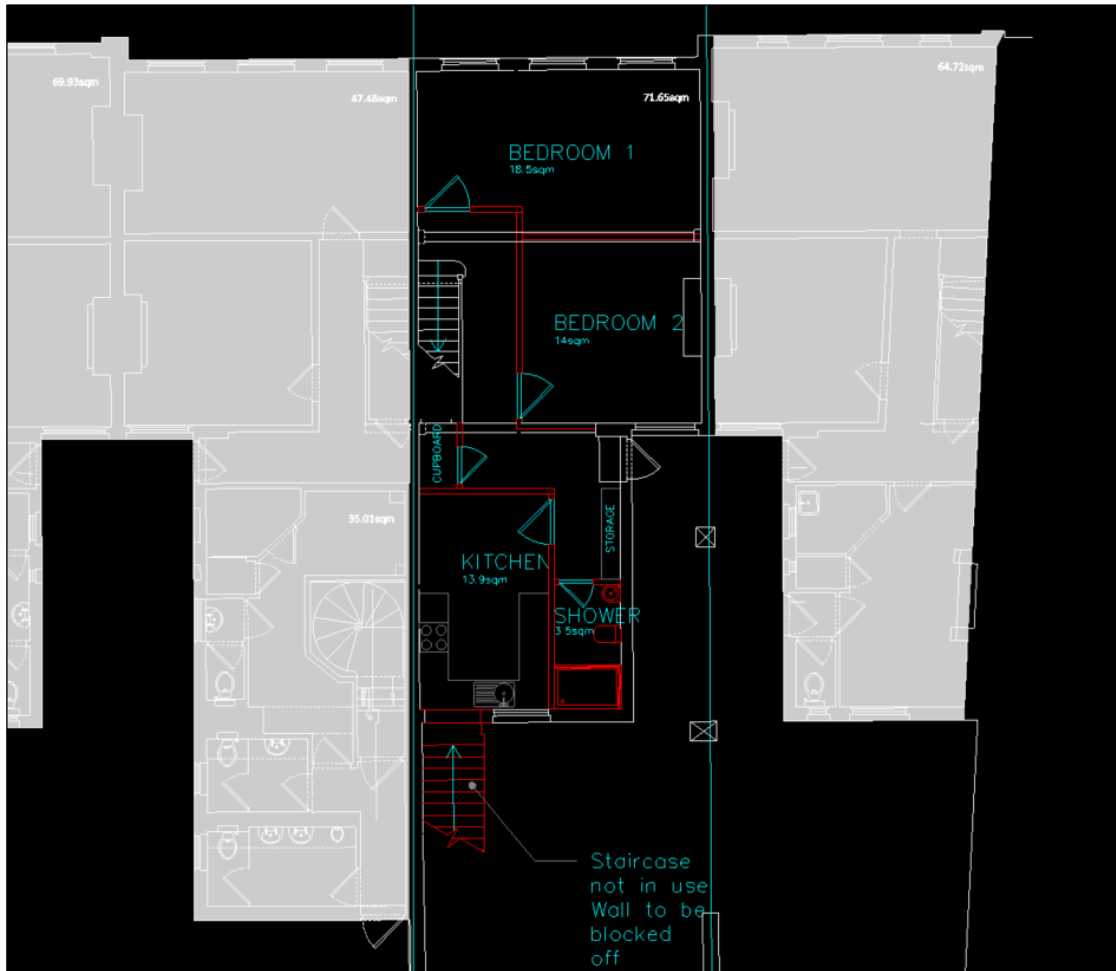 69.93sqm
47.48sqm
71.65sqm
64.72sqm
BEDROOM 1
18.5sqm
BEDROOM 2
14sqm
CUPBOARD
35.01sqm
STORAGE
KITCHEN
13.9sqm
SHOWER
3.5sqm
Staircase
not in use
Wall to be
blocked
off